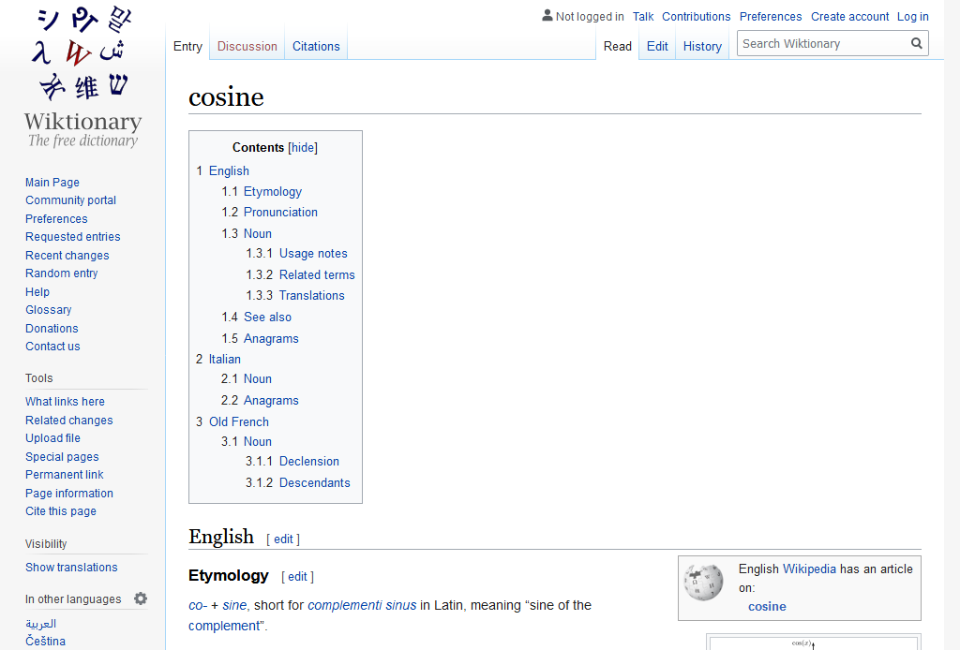 Not logged in Talk Contributions Preferences Create account Log in
Entry Discussion Citations Read Edit History Search Wiktionary
シ
말
λ
W
ش
维
ש
Wiktionary
The free dictionary
Main Page
Community portal
Preferences
Requested entries
Recent changes
Random entry
Help
Glossary
Donations
Contact us
Tools
What links here
Related changes
Upload file
Special pages
Permanent link
Page information
Cite this page
Visibility
Show translations
In other languages
العربية
Čeština
cosine
Contents [hide]
1 English
1.1 Etymology
1.2 Pronunciation
1.3 Noun
1.3.1 Usage notes
1.3.2 Related terms
1.3.3 Translations
1.4 See also
1.5 Anagrams
2 Italian
2.1 Noun
2.2 Anagrams
3 Old French
3.1 Noun
3.1.1 Declension
3.1.2 Descendants
English [ edit ]
Etymology [ edit ]
co- + sine, short for complementi sinus in Latin, meaning “sine of the
complement”.
English Wikipedia has an article
on:
cosine
cos(x)